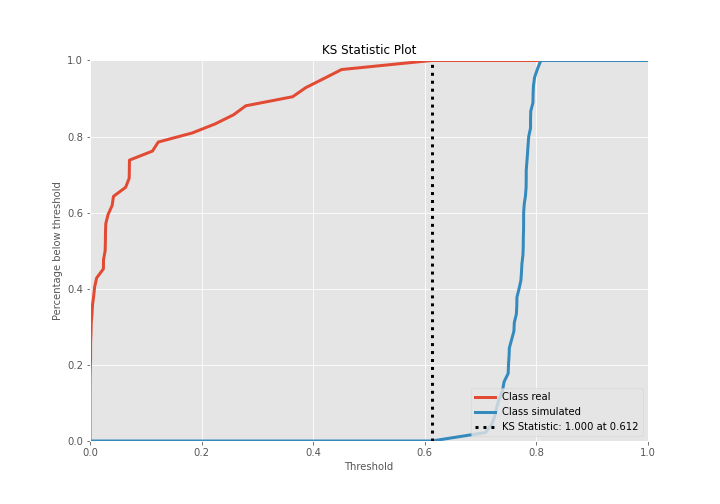 KS Statistic Plot
1.0
0.8
0.6
0.4
0.2
0.0
Percentage below threshold
Class real
Class simulated
KS Statistic: 1.000 at 0.612
0.0 0.2 0.4 0.6 0.8 1.0
Threshold